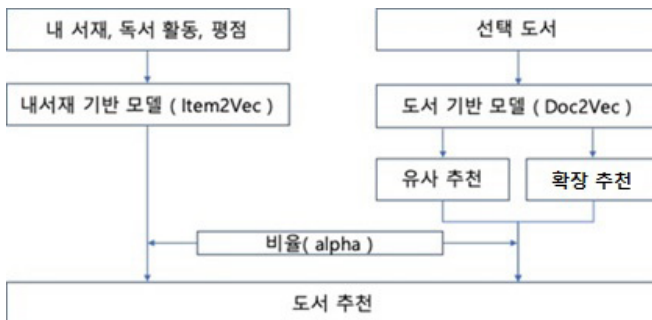 내 서재, 독서 활동, 평점
선택 도서
내서재 기반 모델 ( Item2Vec )
도서 기반 모델 ( Doc2Vec )
유사 추천
확장 추천
비율( alpha )
도서 추천